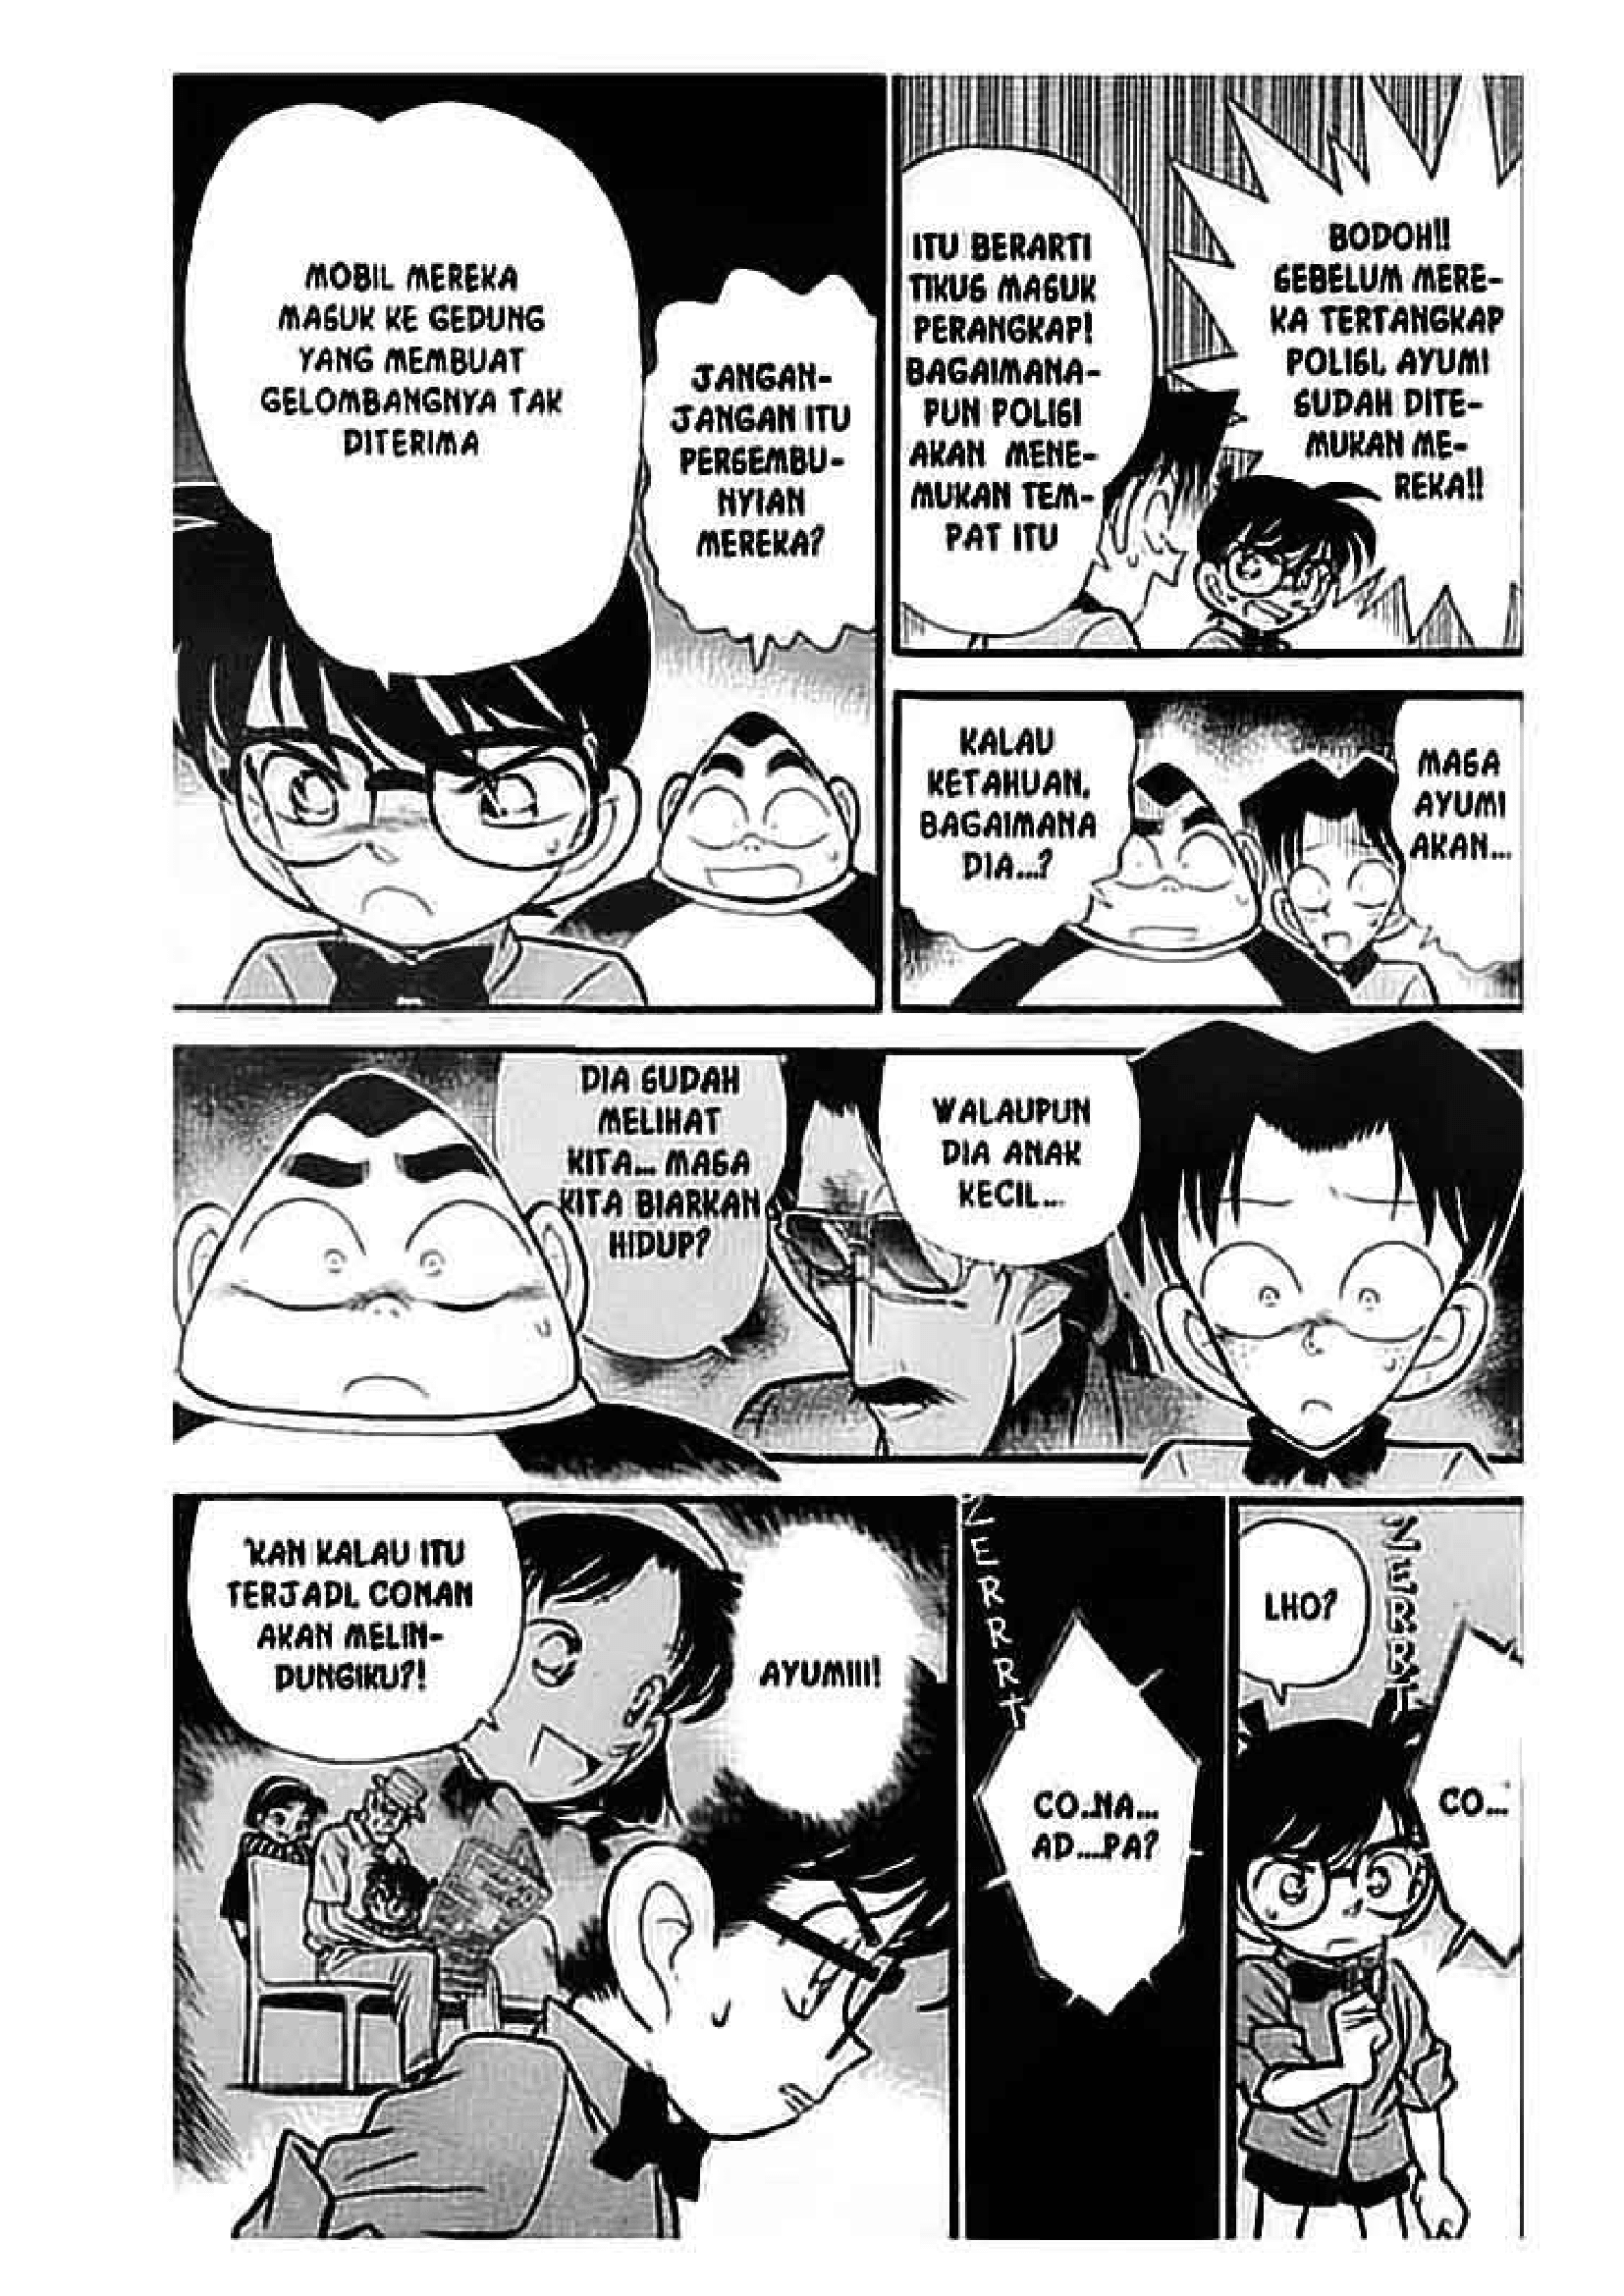 MOBIL MEREKA
MASUK KE GEDUNG
YANG MEMBUAT
GELOMBANGNYA TAK
DITERIMA
JANGAN-
JANGAN ITU
PERSEMBU-
NYIAN
MEREKA?
ITU BERARTI
TIKUS MASUK
PERANGKAP!
BAGAIMANA-
PUN POLISI
AKAN MENE-
MUKAN TEM-
PAT ITU
BODOH!!
SEBELUM MERE-
KA TERTANGKAP
POLISI, AYUMI
SUDAH DITE-
MUKAN ME-
REKA!!
KALAU
KETAHUAN,
BAGAIMANA
DIA...?
MASA
AYUMI
AKAN...
DIA SUDAH
MELIHAT
KITA... MASA
KITA BIARKAN
HIDUP?
WALAUPUN
DIA ANAK
KECIL...
'KAN KALAU ITU
TERJADI, CONAN
AKAN MELIN-
DUNGIKU?!
AYUMIII!
ZERRRT
CO..NA...
AD....PA?
LHO?
ZERRRT
CO...